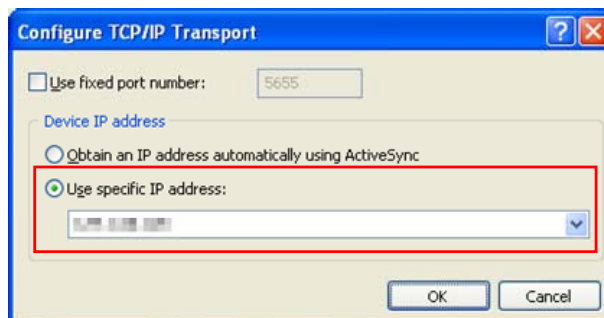 Configure TCP/IP Transport
Use fixed port number: 5655
Device IP address
Obtain an IP address automatically using ActiveSync
Use specific IP address:
OK Cancel